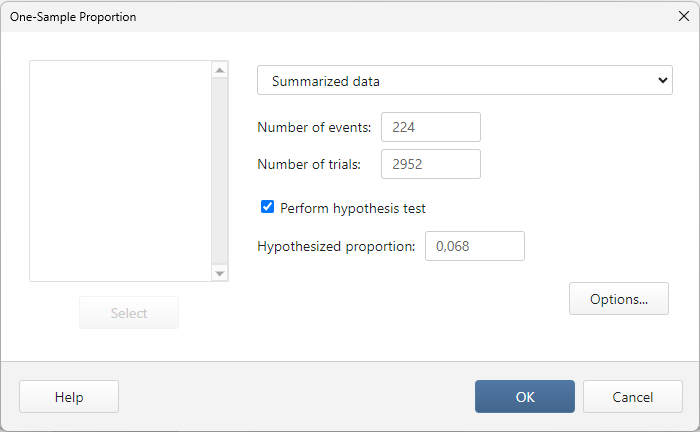 One-Sample Proportion
Summarized data
Number of events: 224
Number of trials: 2952
Perform hypothesis test
Hypothesized proportion: 0,068
Options...
Select
Help
OK
Cancel